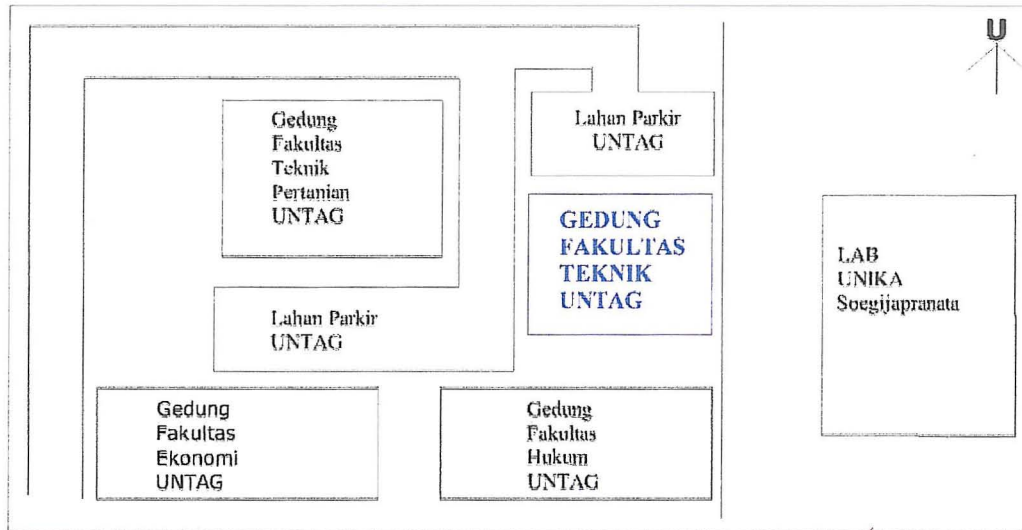 U
Gedung
Fakultas
Teknik
Pertanian
UNTAG
Lahan Parkir
UNTAG
GEDUNG
FAKULTAS
TEKNIK
UNTAG
LAB
UNIKA
Soegijapranata
Lahan Parkir
UNTAG
Gedung
Fakultas
Ekonomi
UNTAG
Gedung
Fakultas
Hukum
UNTAG